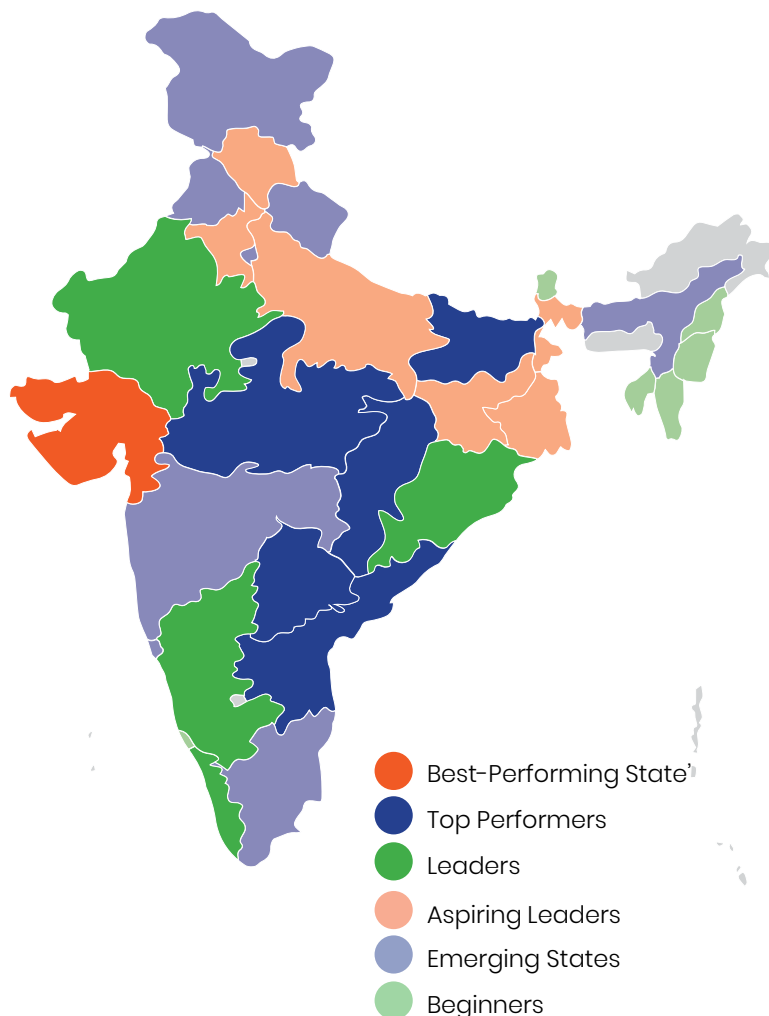 Best-Performing State’
Top Performers
Leaders
Aspiring Leaders
Emerging States
Beginners